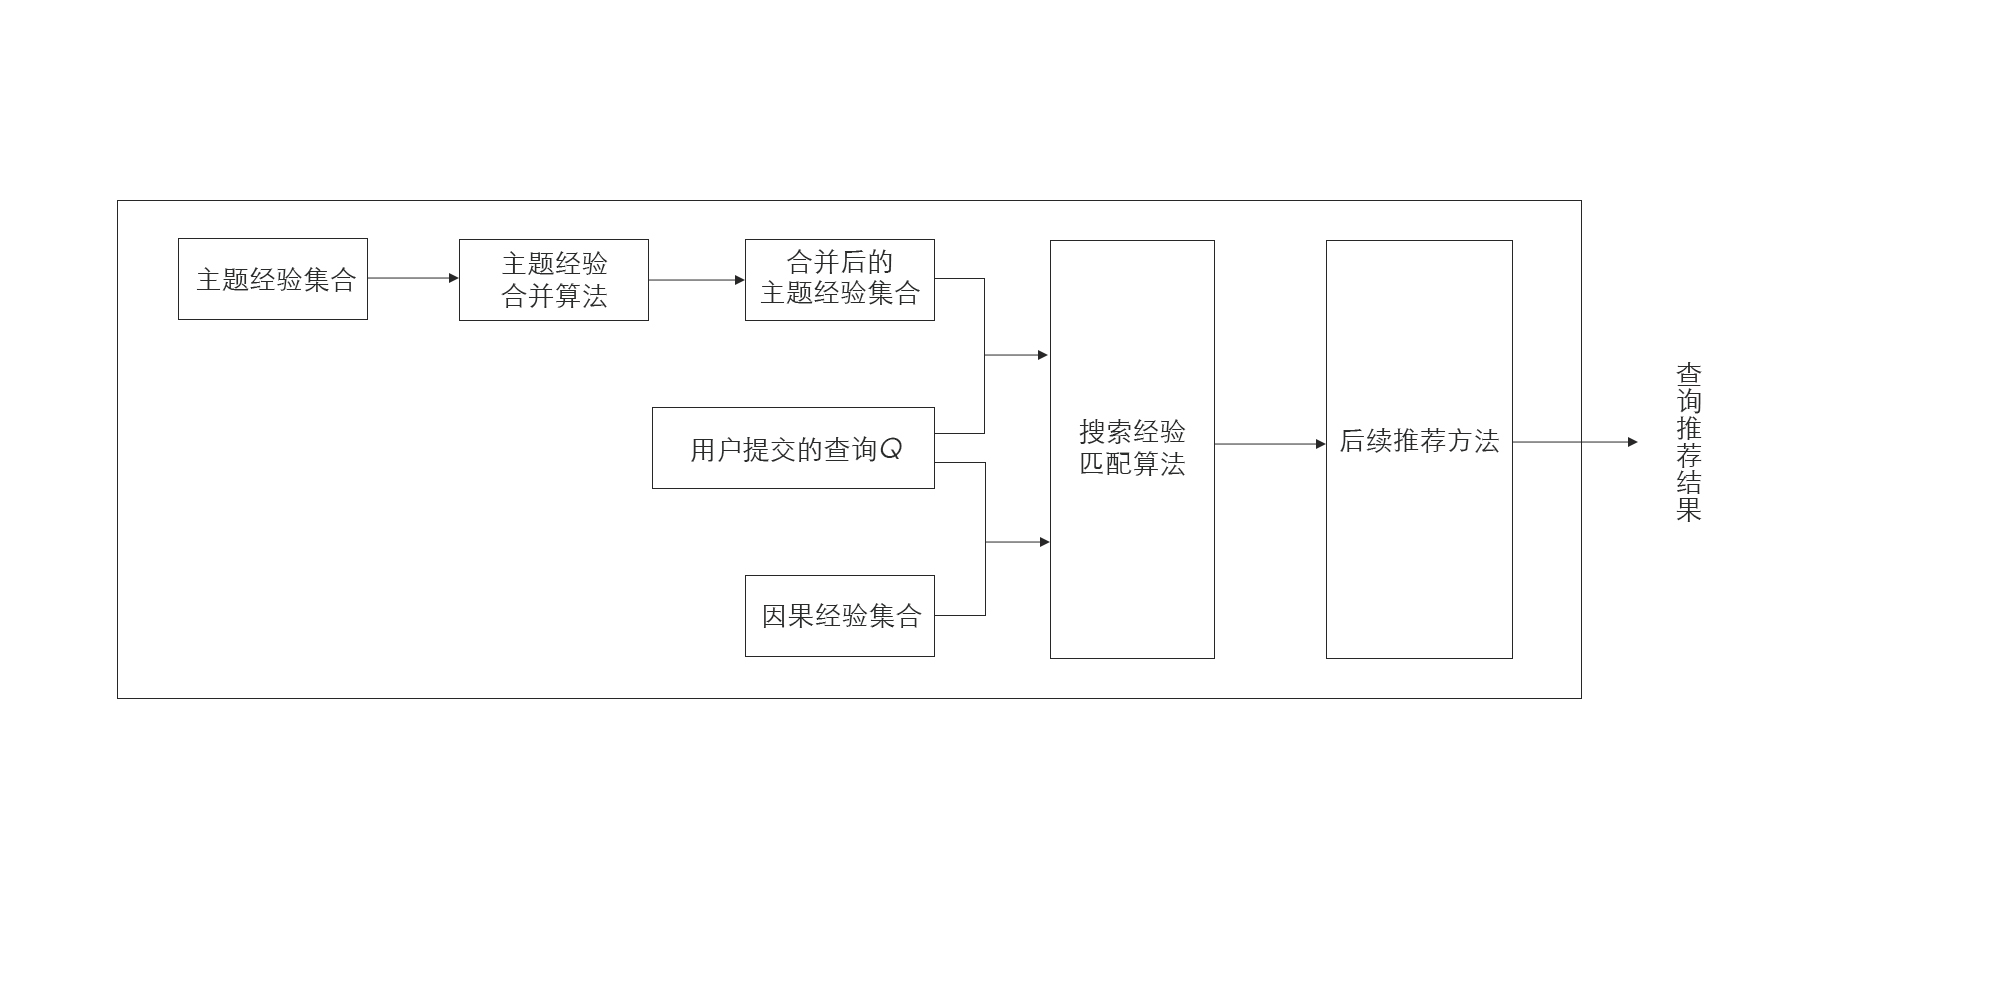 主题经验集合
主题经验
合并算法
合并后的
主题经验集合
用户提交的查询Q
因果经验集合
搜索经验
匹配算法
后续推荐方法
查询推荐结果